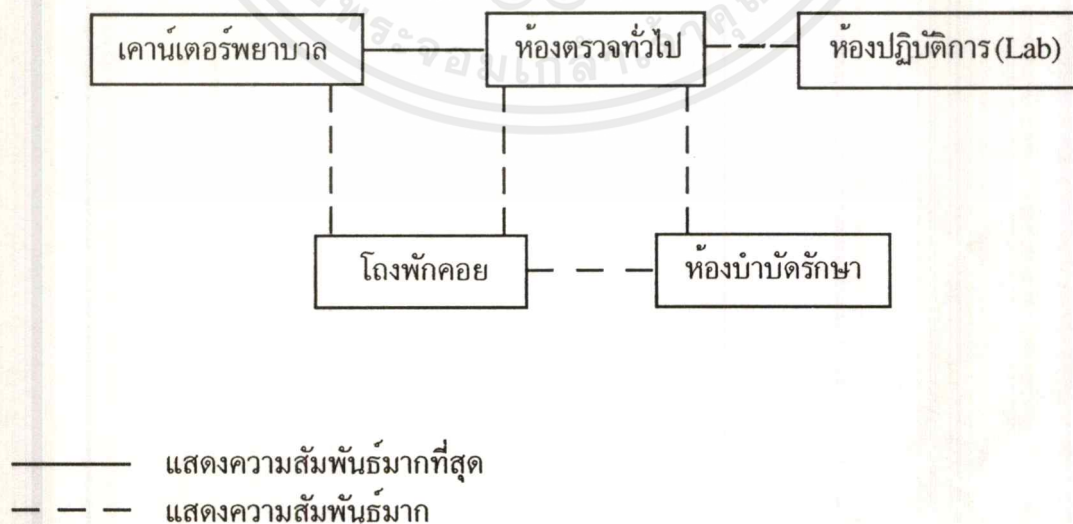 เคาน์เตอร์พยาบาล ห้องตรวจทั่วไป ห้องปฏิบัติการ(Lab)
โถงพักคอย ห้องบำบัดรักษา
แสดงความสัมพันธ์มากที่สุด
แสดงความสัมพันธ์มาก